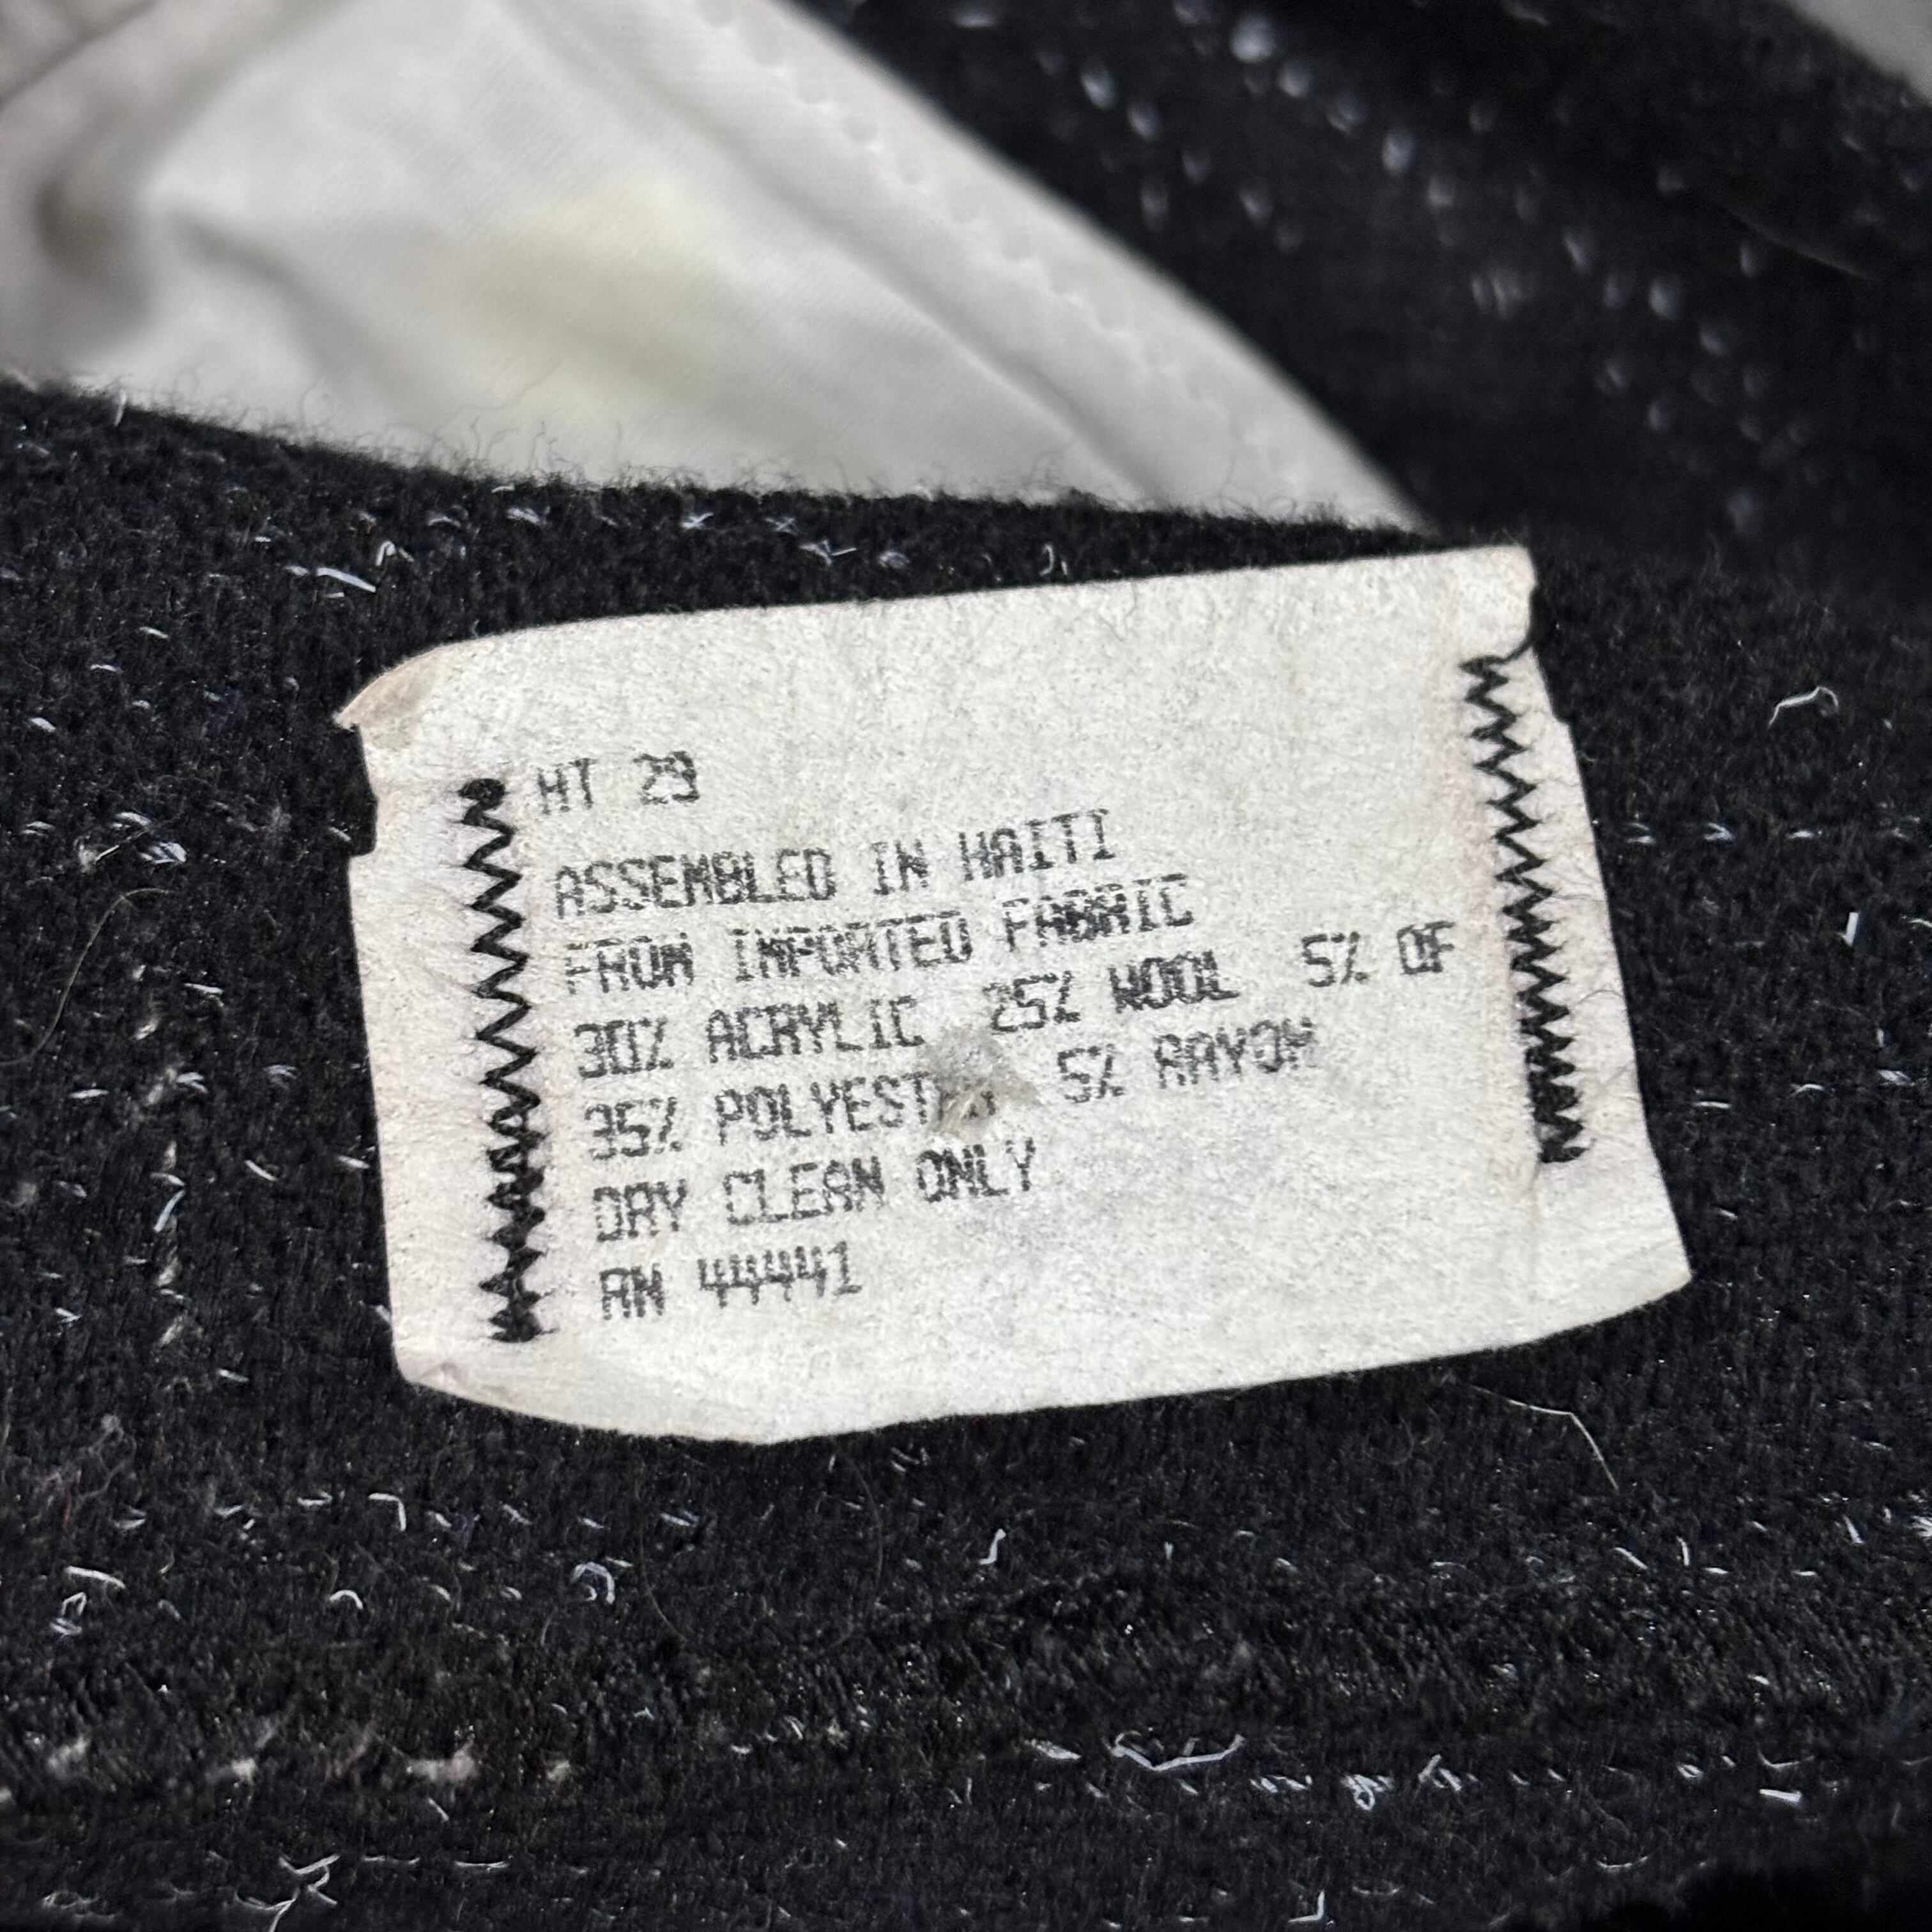 HT 29
ASSEMBLED IN HAITI
FROM IMPORTED FABRIC
30% ACRYLIC 25% WOOL 5% OF
35% POLYESTER 5% RAYON
DRY CLEAN ONLY
RN 44441